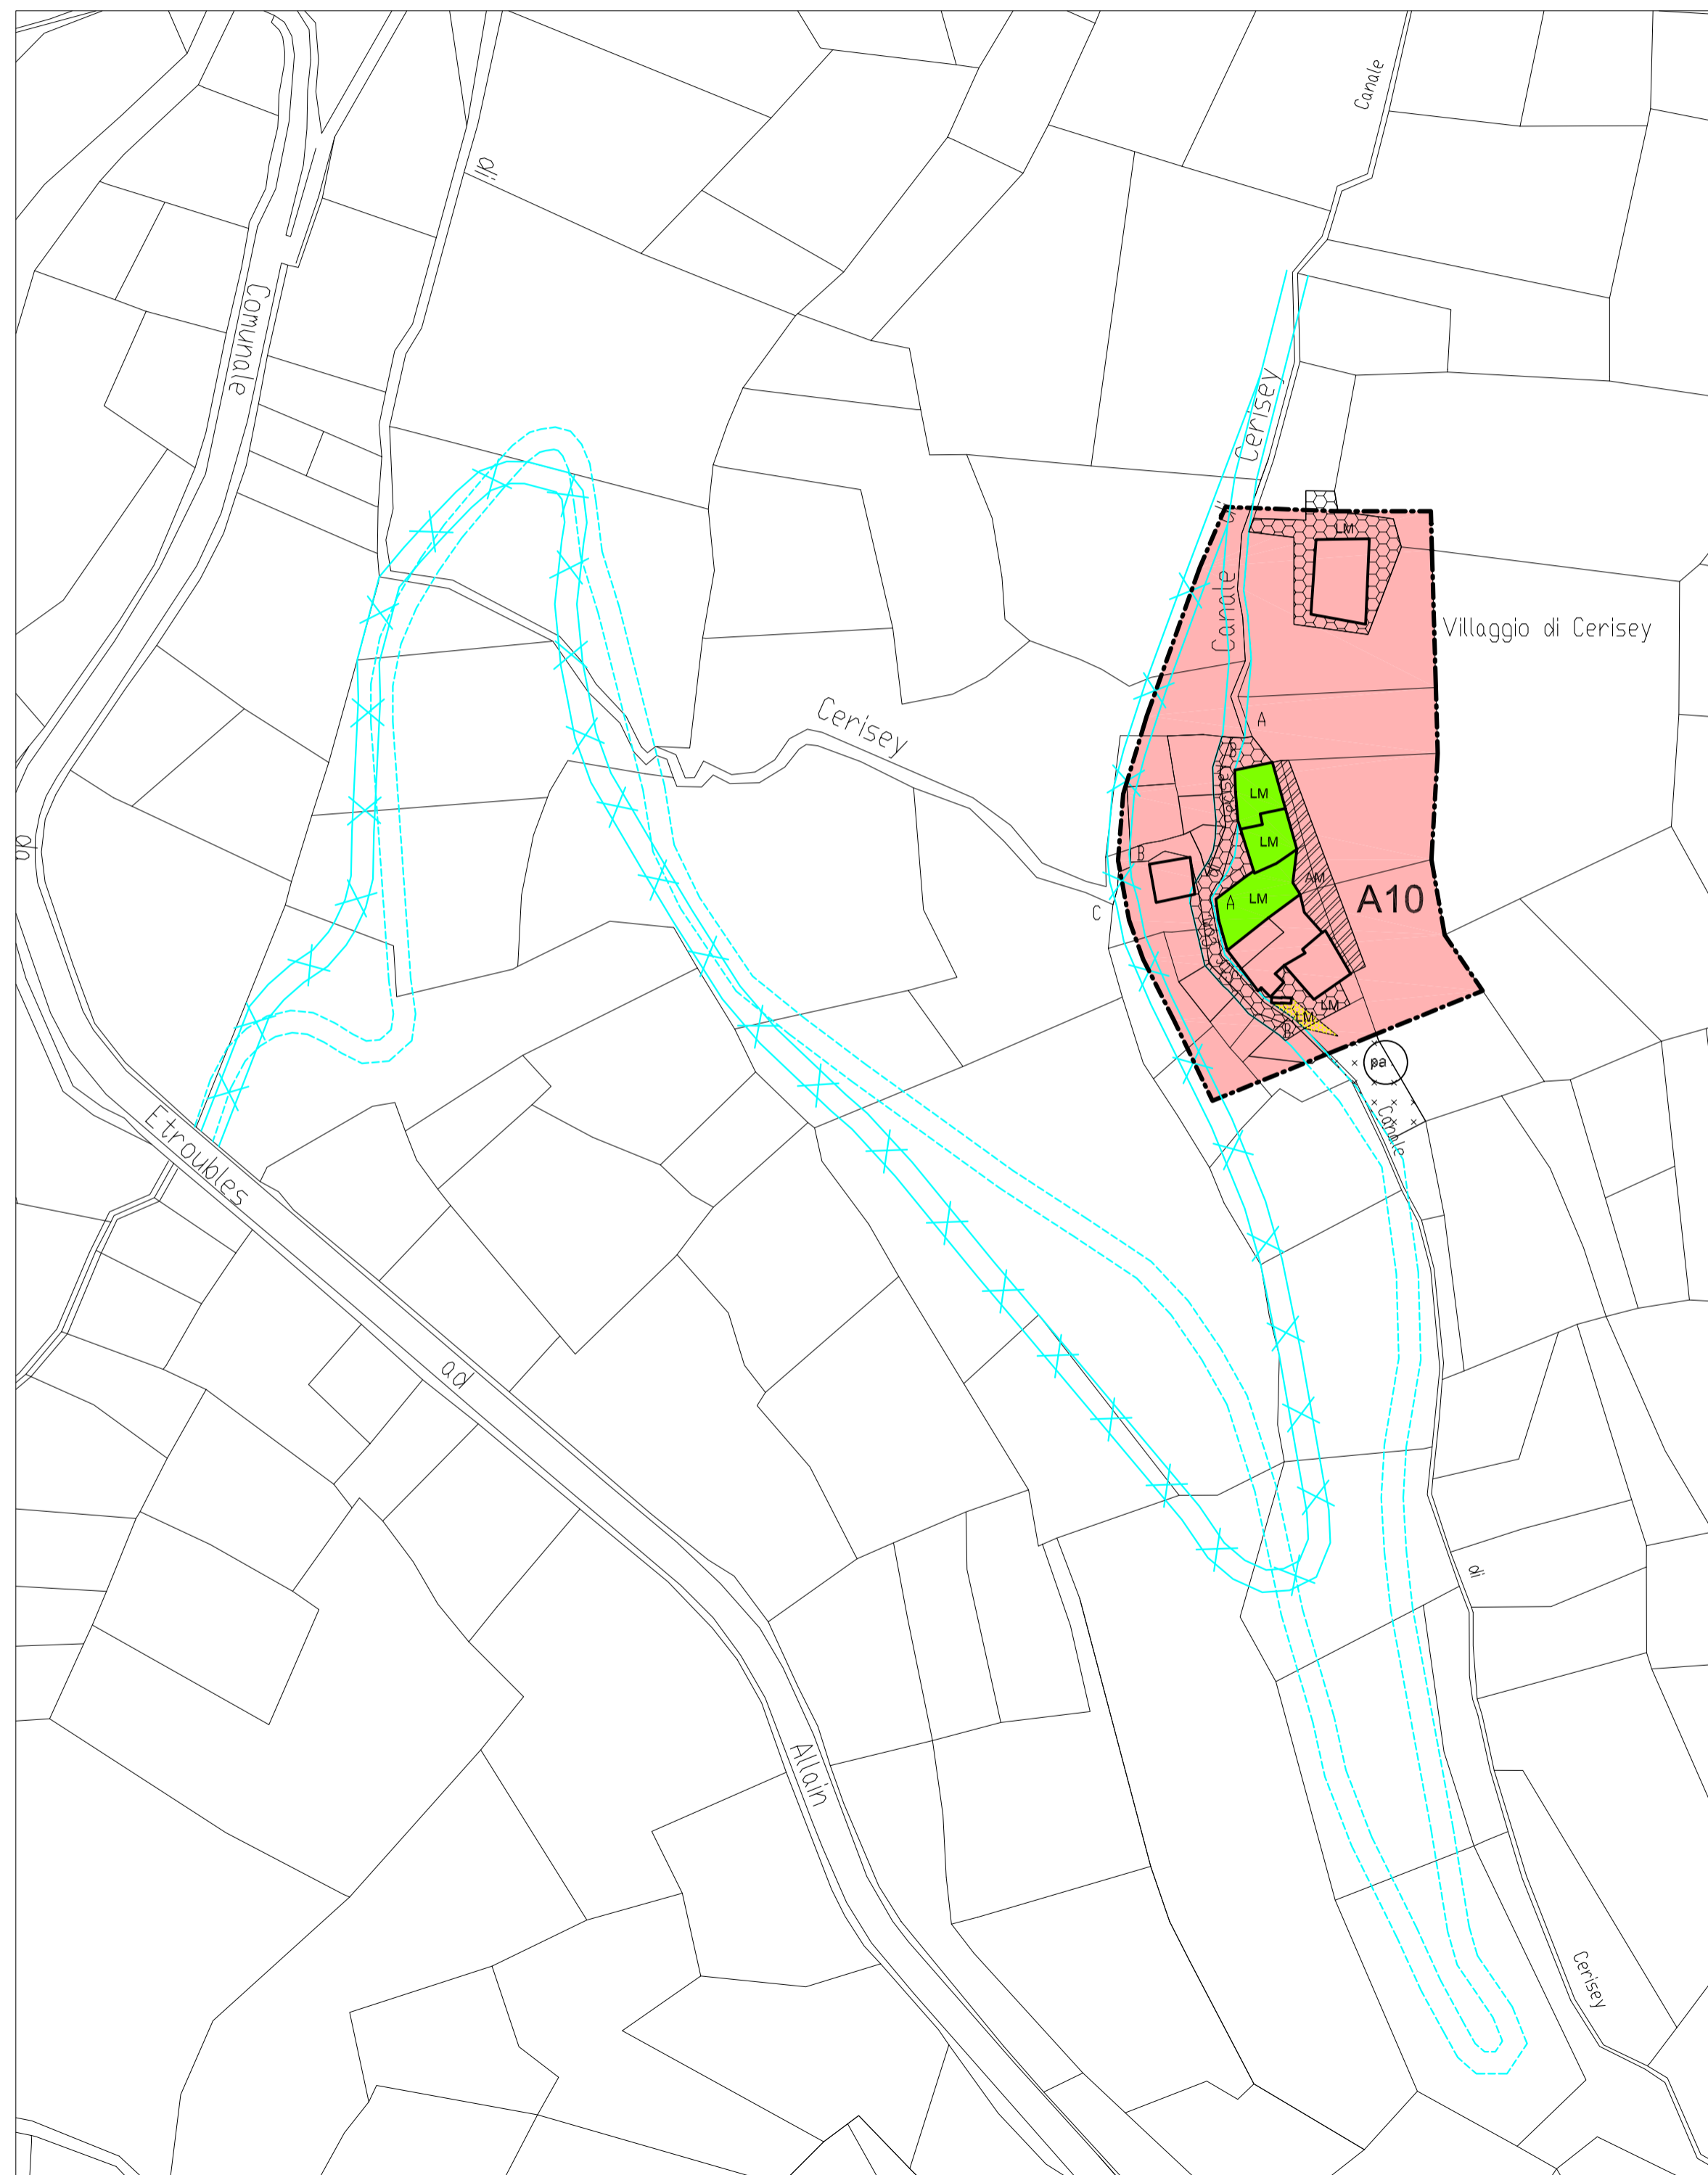 Canale
di
Comunale
Cerisey
di
LM
Canale
Villaggio di Cerisey
Cerisey
A
B
LM
LM
B
AM
A10
LM
A
C
LM
LM
B
pa
Canale
da
Etroubles
ad
di
Allain
Cerisey